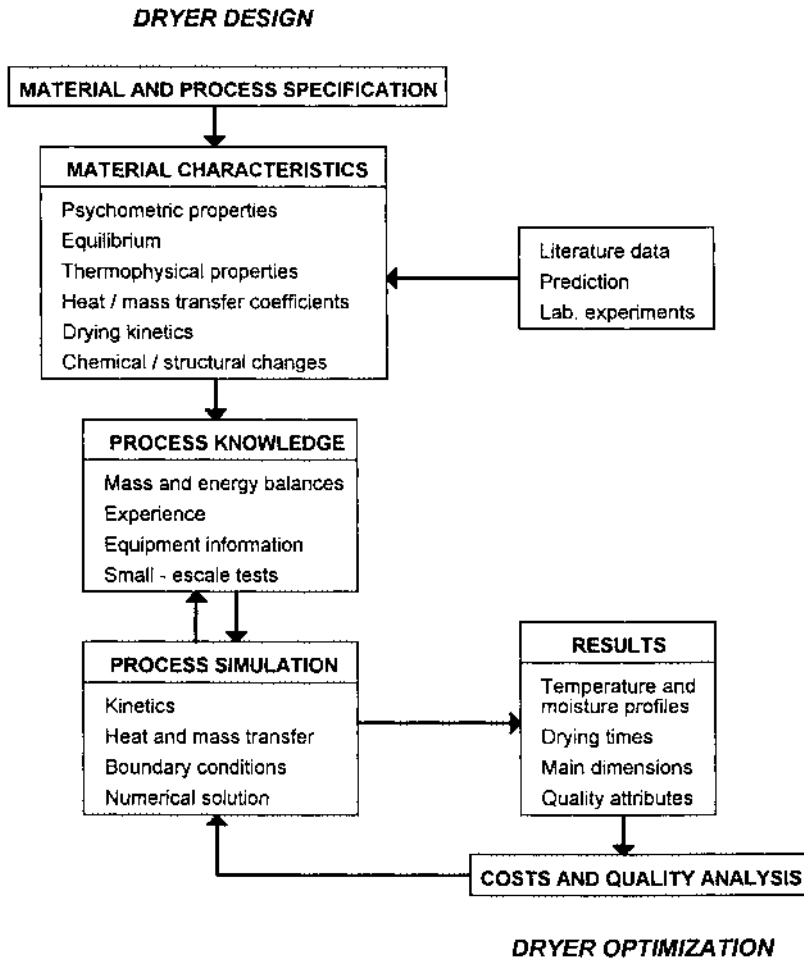 DRYER DESIGN
MATERIAL AND PROCESS SPECIFICATION
MATERIAL CHARACTERISTICS
Psychometric properties
Equilibrium
Thermophysical properties
Heat / mass transfer coefficients
Drying kinetics
Chemical / structural changes
Literature data
Prediction
Lab. experiments
PROCESS KNOWLEDGE
Mass and energy balances
Experience
Equipment information
Small - escale tests
PROCESS SIMULATION
Kinetics
Heat and mass transfer
Boundary conditions
Numerical solution
RESULTS
Temperature and
moisture profiles
Drying times
Main dimensions
Quality attributes
COSTS AND QUALITY ANALYSIS
DRYER OPTIMIZATION